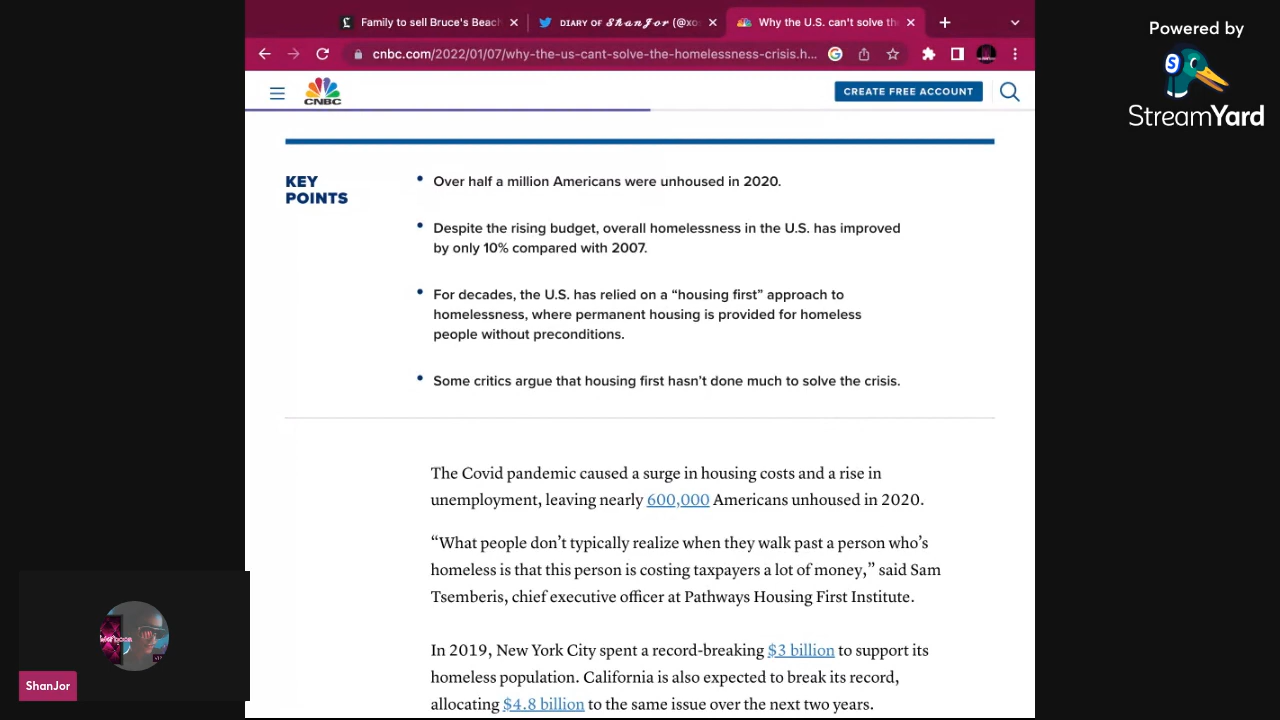 Family to sell Bruce's Beach
DIARY OF ShanJor (@xo
Why the U.S. can't solve th
Powered by
S
StreamYard
cnbc.com/2022/01/07/why-the-us-cant-solve-the-homelessness-crisis.h...
CNBC
CREATE FREE ACCOUNT
KEY
POINTS
Over half a million Americans were unhoused in 2020.
Despite the rising budget, overall homelessness in the U.S. has improved
by only 10% compared with 2007.
For decades, the U.S. has relied on a “housing first” approach to
homelessness, where permanent housing is provided for homeless
people without preconditions.
Some critics argue that housing first hasn’t done much to solve the crisis.
The Covid pandemic caused a surge in housing costs and a rise in
unemployment, leaving nearly 600,000 Americans unhoused in 2020.
“What people don’t typically realize when they walk past a person who’s
homeless is that this person is costing taxpayers a lot of money,” said Sam
Tsemberis, chief executive officer at Pathways Housing First Institute.
In 2019, New York City spent a record-breaking $3 billion to support its
homeless population. California is also expected to break its record,
allocating $4.8 billion to the same issue over the next two years.
ShanJor